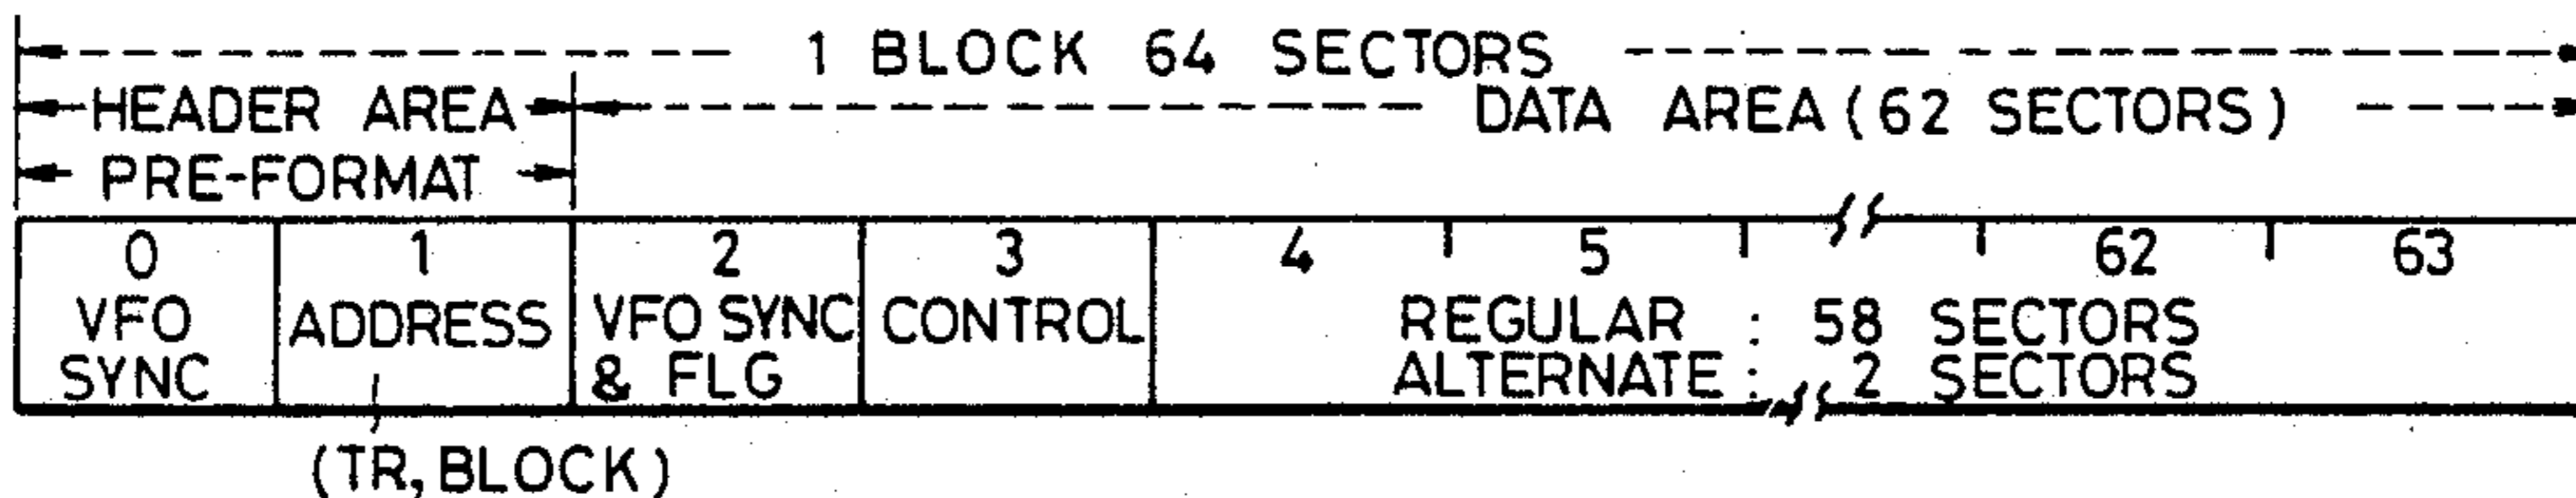 1 BLOCK 64 SECTORS
HEADER AREA DATA AREA (62 SECTORS)
PRE-FORMAT
0 1 2 3 4 5 62 63
VFO ADDRESS VFO SYNC CONTROL REGULAR : 58 SECTORS
SYNC & FLG ALTERNATE : 2 SECTORS
(TR, BLOCK)